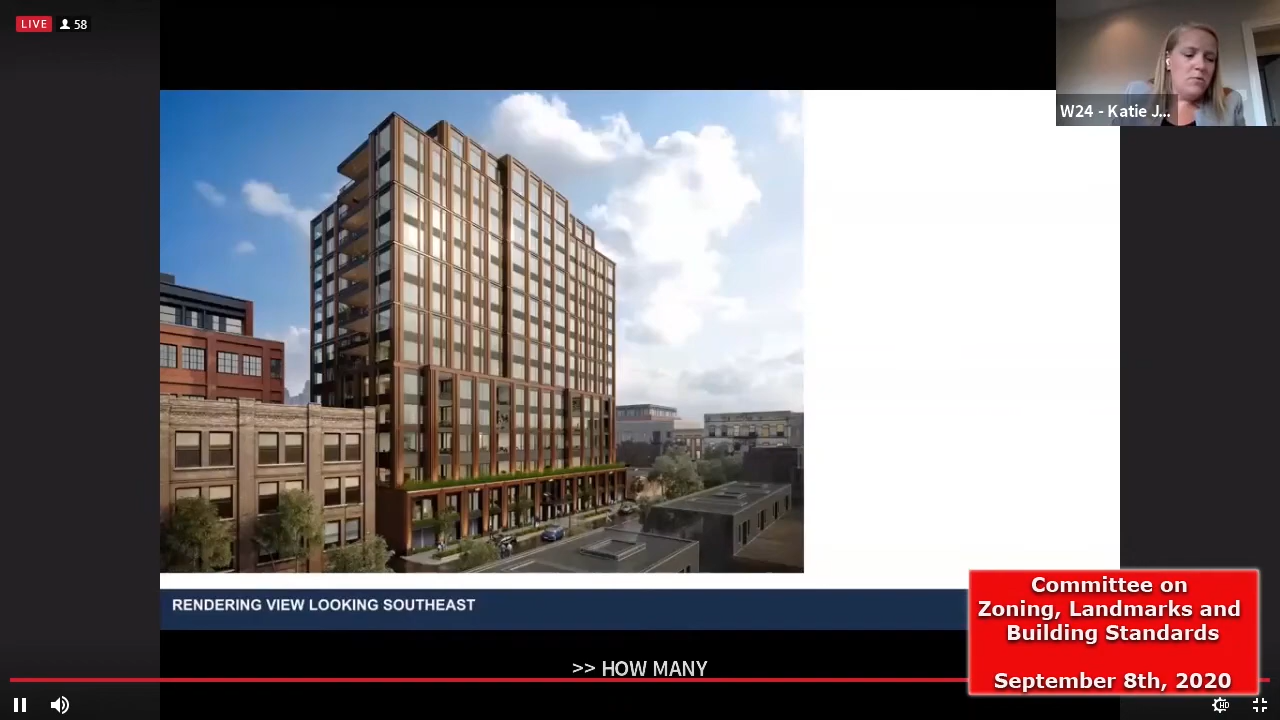 LIVE 58
W24 - Katie J...
RENDERING VIEW LOOKING SOUTHEAST
Committee on
Zoning, Landmarks and
Building Standards
September 8th, 2020
>> HOW MANY
HD